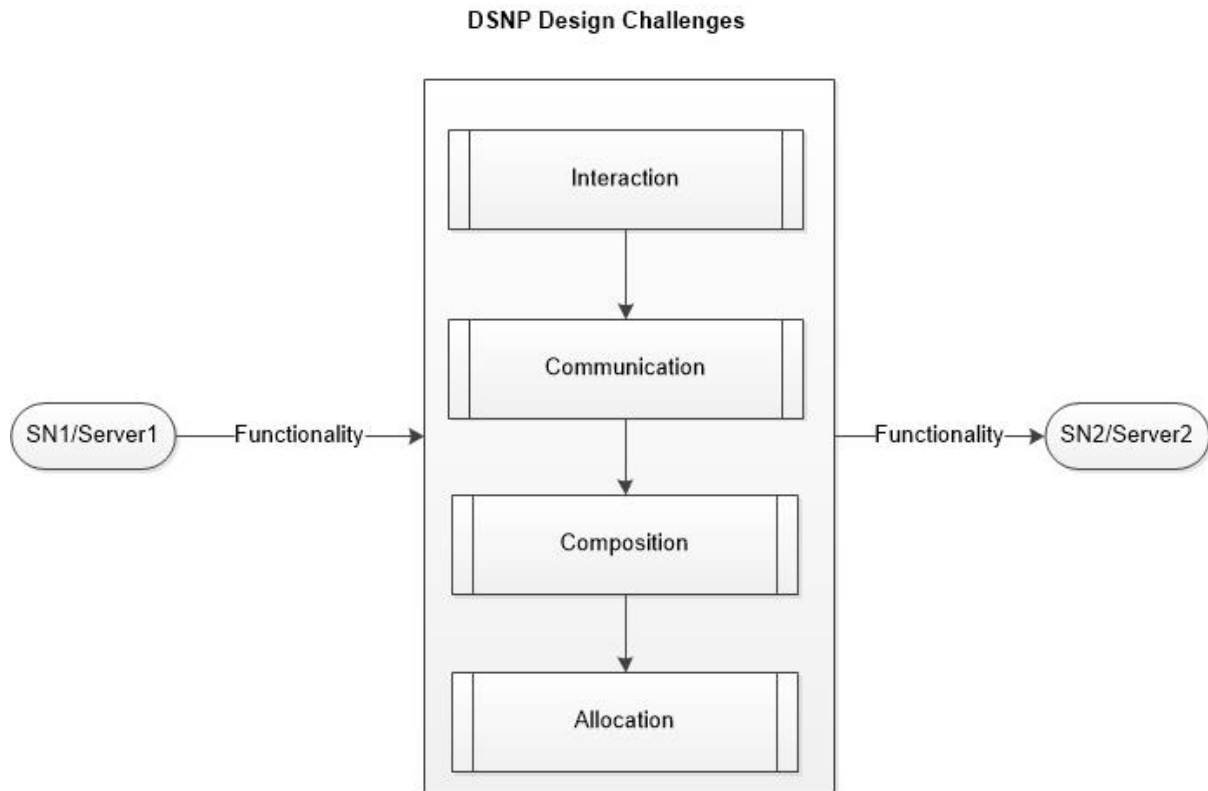 DSNP Design Challenges
Interaction
Communication
SN1/Server1
Functionality
Functionality
SN2/Server2
Composition
Allocation